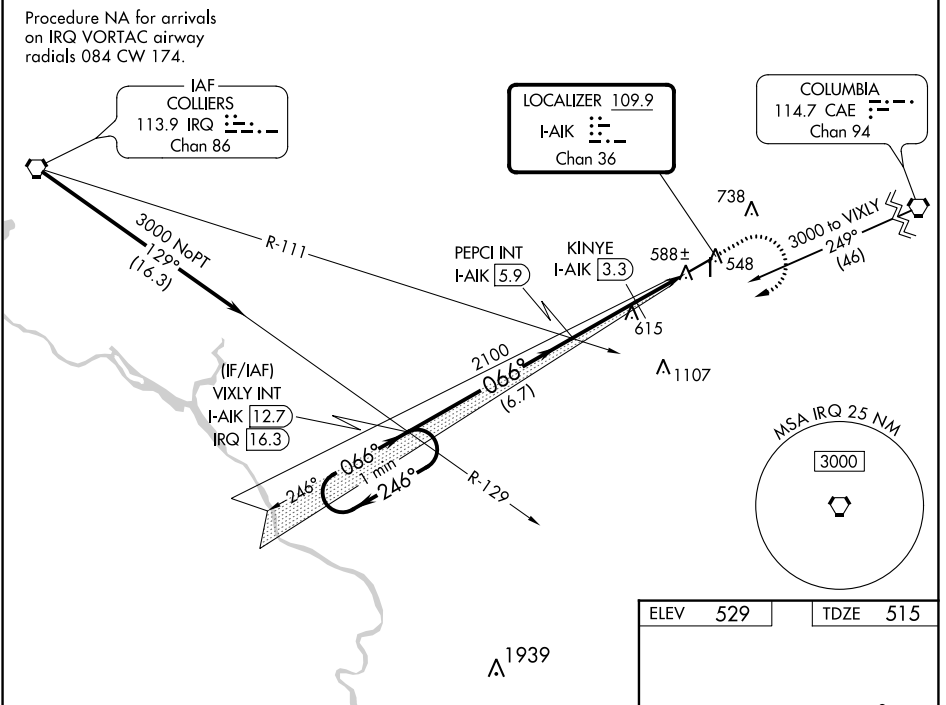 Procedure NA for arrivals
on IRQ VORTAC airway
radials 084 CW 174.
IAF
COLLIERS
113.9 IRQ
Chan 86
LOCALIZER 109.9
I-AIK
Chan 36
COLUMBIA
114.7 CAE
Chan 94
738
3000 NoPT
129°
(16.3)
R-111
PEPCI INT
I-AIK 5.9
KINYE
I-AIK 3.3
588±
548
3000 to VIXLY
249°
(46)
615
1107
2100
066°
(6.7)
(IF/IAF)
VIXLY INT
I-AIK 12.7
IRQ 16.3
246°
066°
1 min
246°
R-129
MSA IRQ 25 NM
3000
ELEV 529
TDZE 515
1939